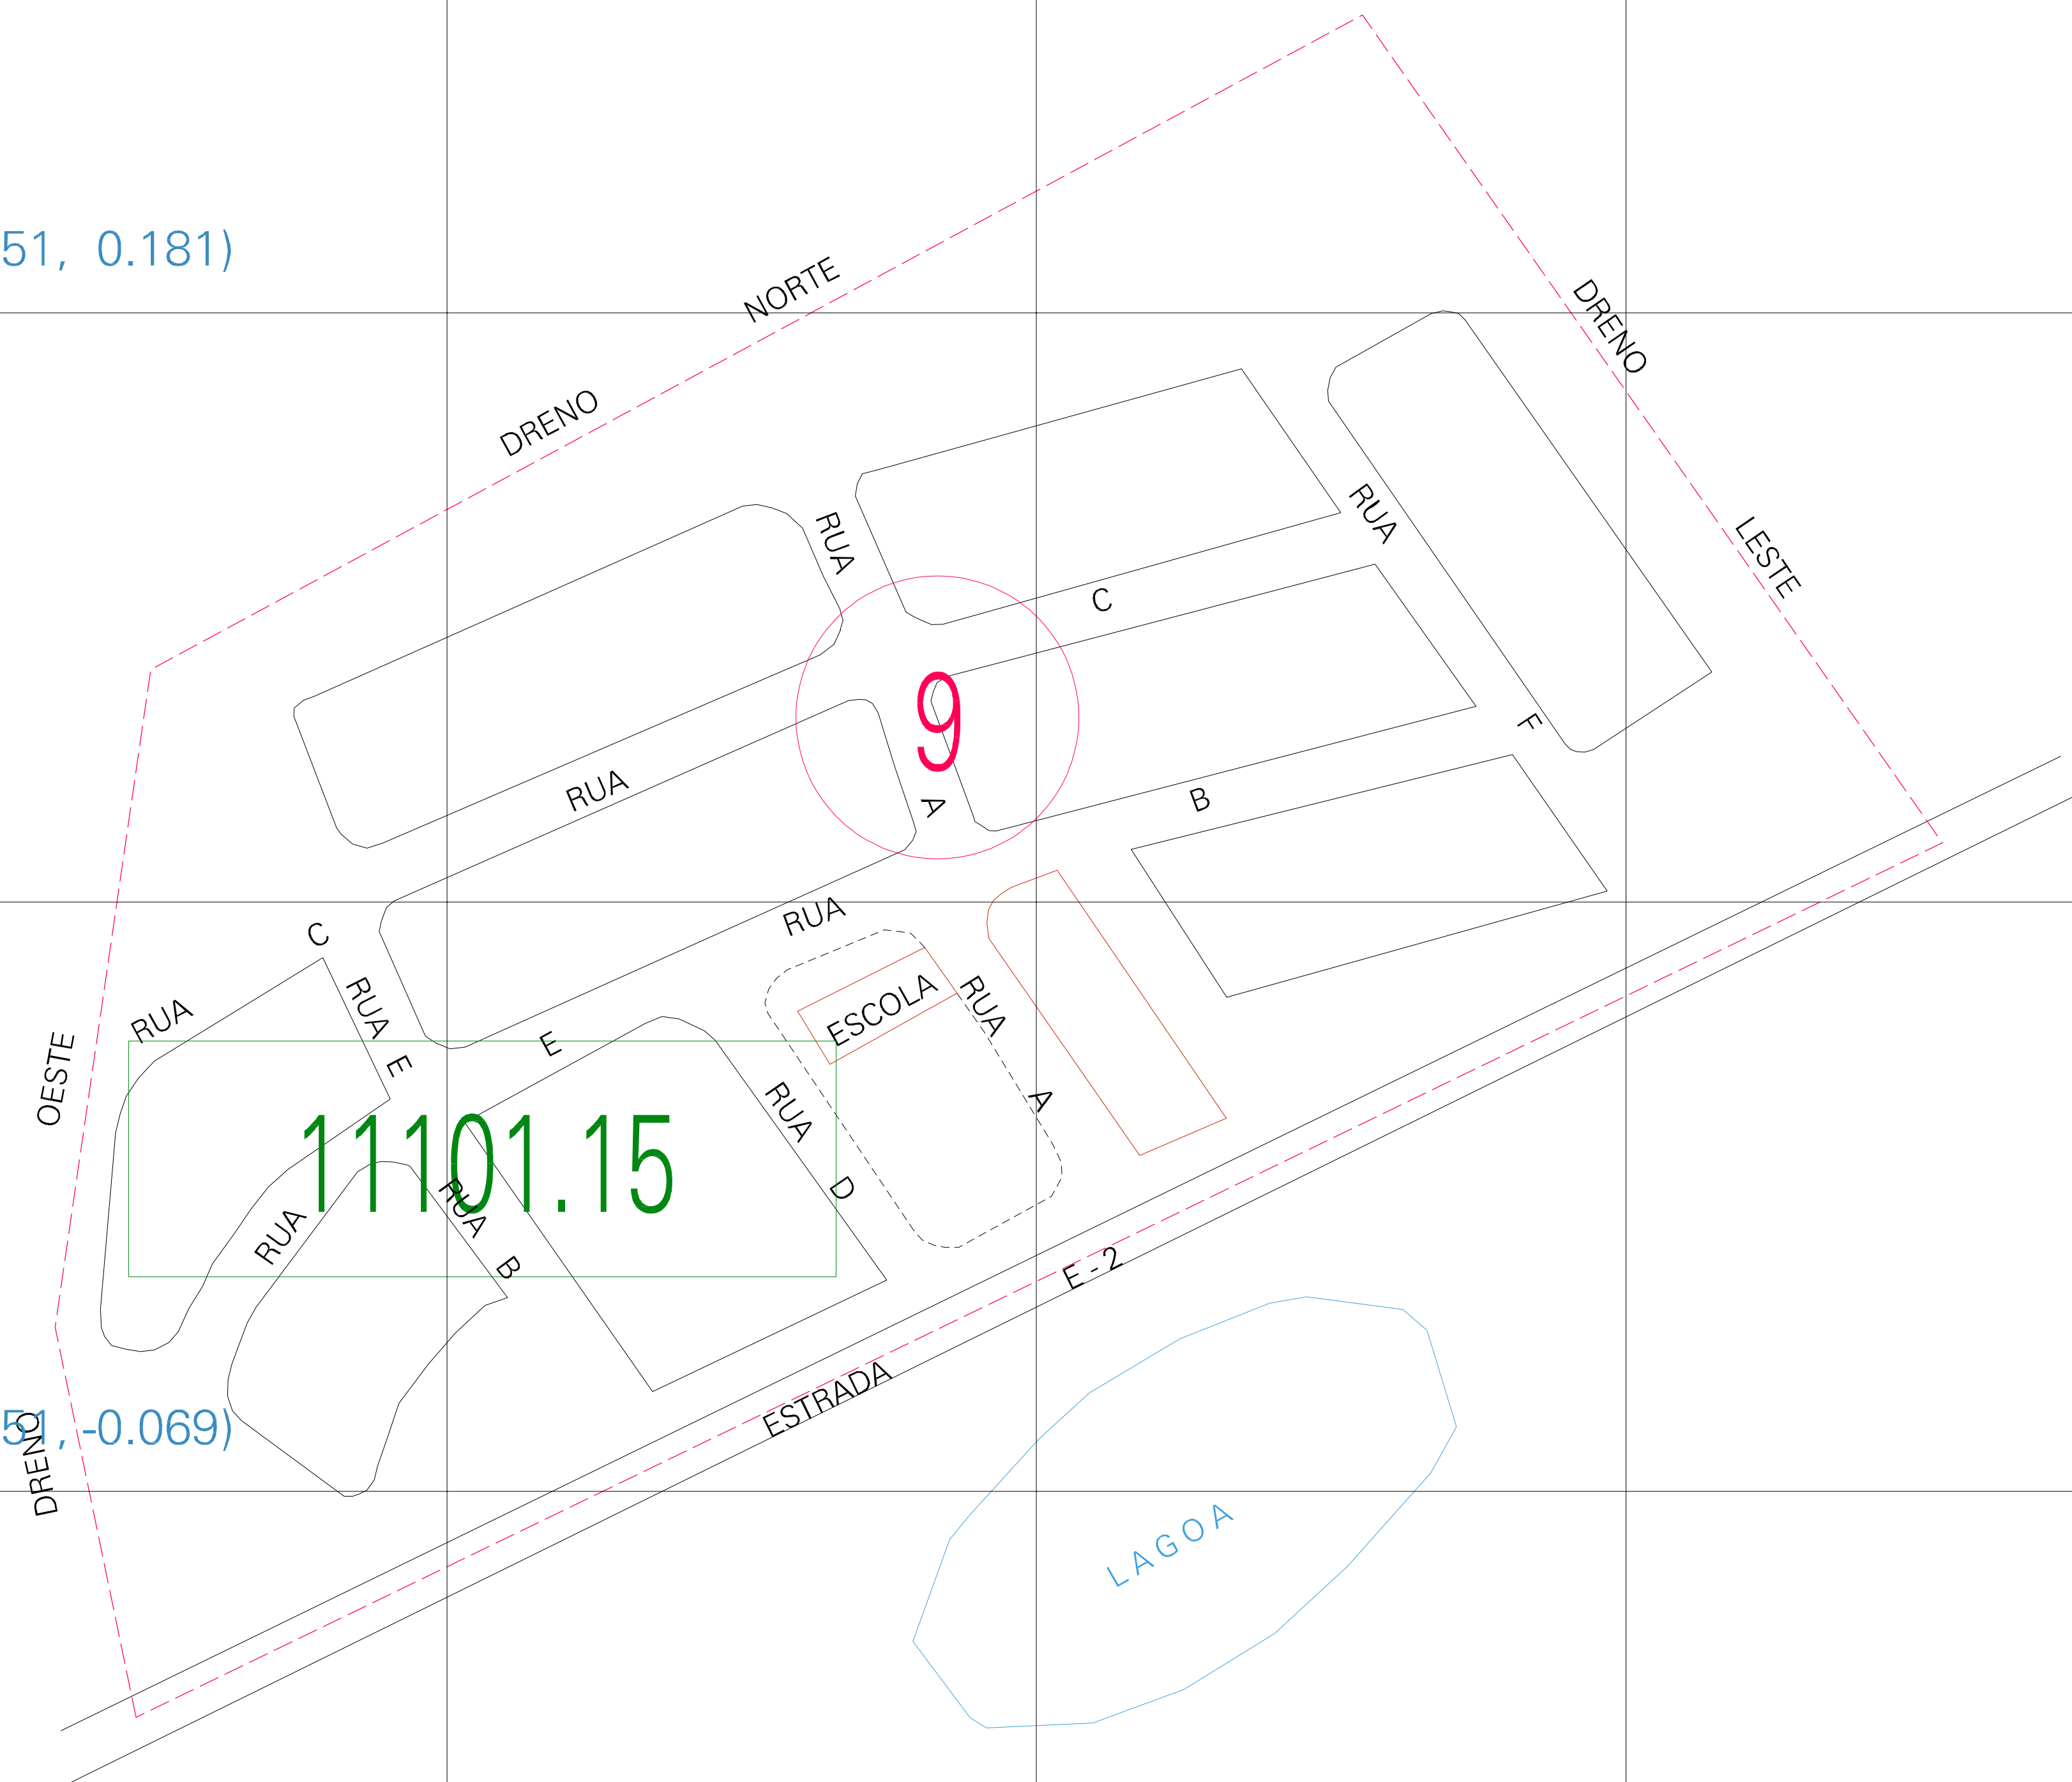 51, 0.181)
DRENO NORTE
DRENO LESTE
RUA
RUA
C
9
RUA
A
F
B
RUA
C
RUA
RUA
OESTE
RUA
E
F
ESCOLA
RUA
A
RUA
D
11101.15
RUA
RUA
B
ESTRADA E-2
51, -0.069)
DRENO
LAGOA